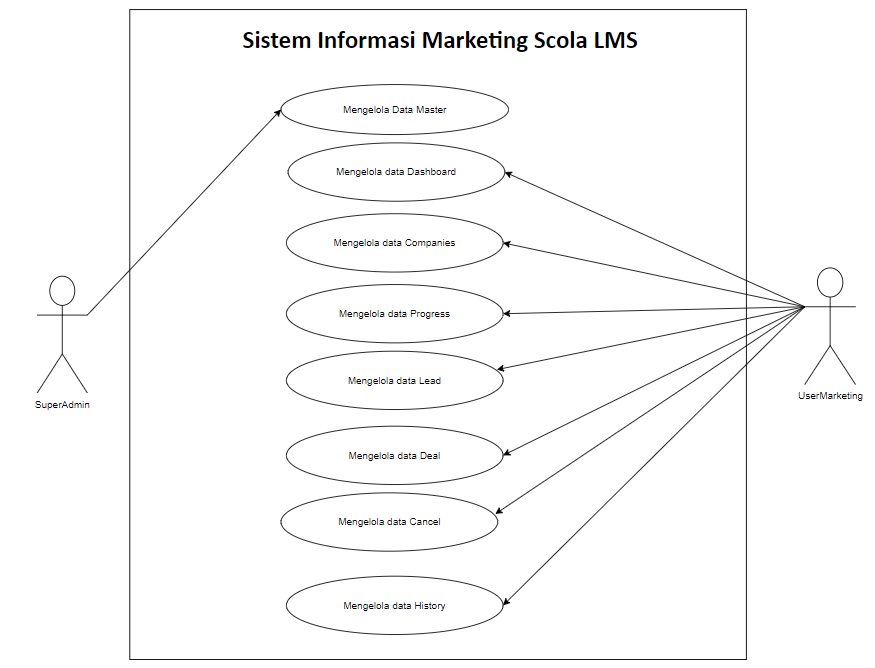 Sistem Informasi Marketing Scola LMS
Mengelola Data Master
Mengelola data Dashboard
Mengelola data Companies
Mengelola data Progress
Mengelola data Lead
SuperAdmin
UserMarketing
Mengelola data Deal
Mengelola data Cancel
Mengelola data History